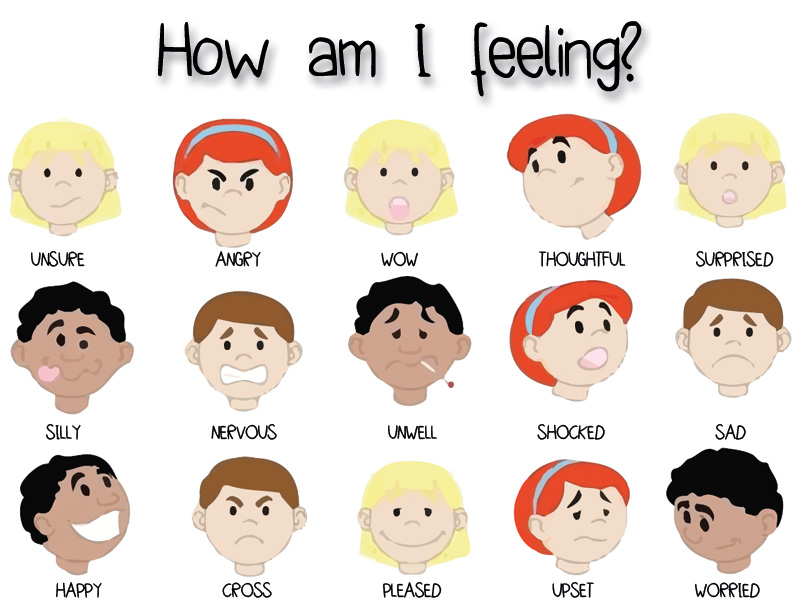 How am I feeling?
UNSURE ANGRY WOW THOUGHTFUL SURPRISED
SILLY NERVOUS UNWELL SHOCKED SAD
HAPPY CROSS PLEASED UPSET WORRIED